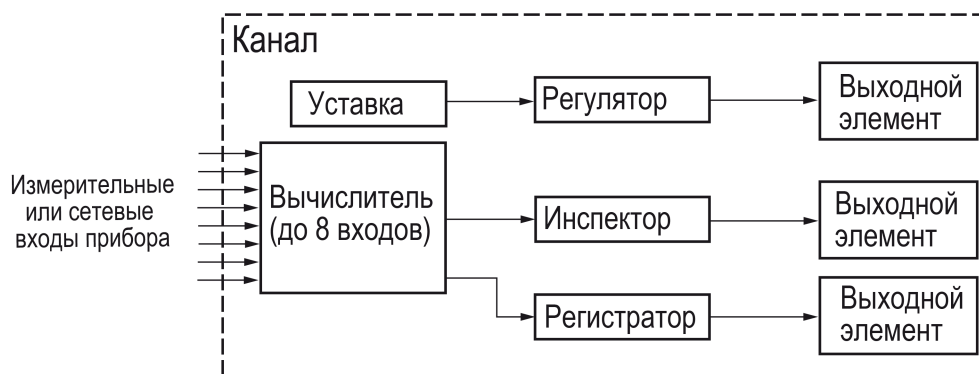 Канал
Уставка
Регулятор
Выходной
элемент
Измерительные
или сетевые
входы прибора
Вычислитель
(до 8 входов)
Инспектор
Выходной
элемент
Регистратор
Выходной
элемент